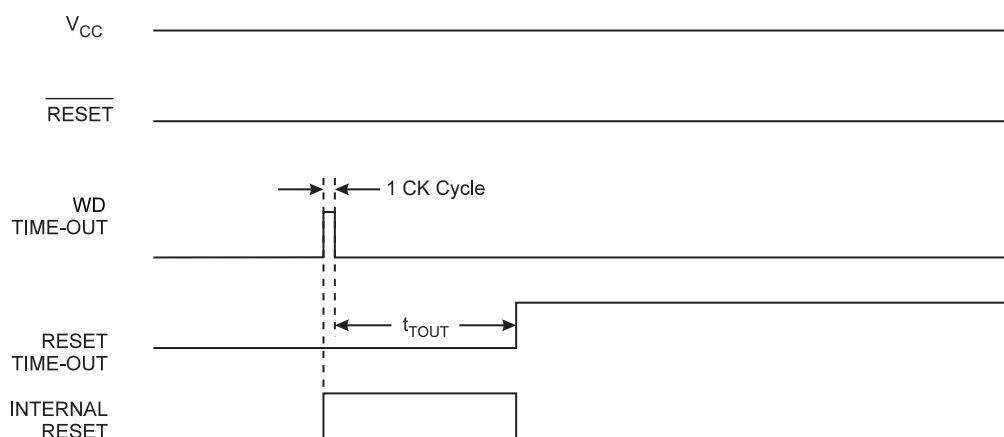 VCC
RESET
1 CK Cycle
WD
TIME-OUT
tTOUT
RESET
TIME-OUT
INTERNAL
RESET